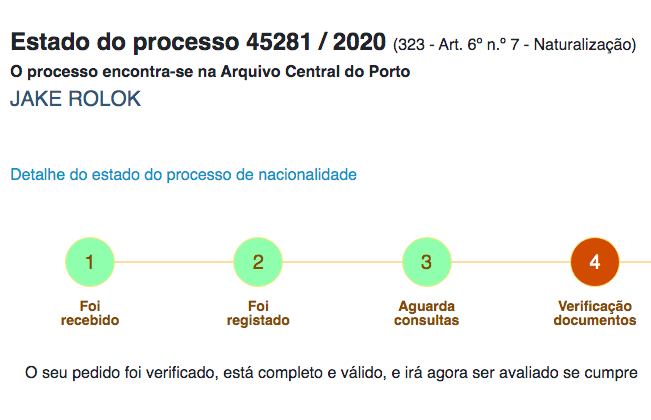 Estado do processo 45281 / 2020 (323 - Art. 6º n.º 7 - Naturalização)
O processo encontra-se na Arquivo Central do Porto
JAKE ROLOK
Detalhe do estado do processo de nacionalidade
1 2 3 4
Foi recebido
Foi registado
Aguarda consultas
Verificação documentos
O seu pedido foi verificado, está completo e válido, e irá agora ser avaliado se cumpre